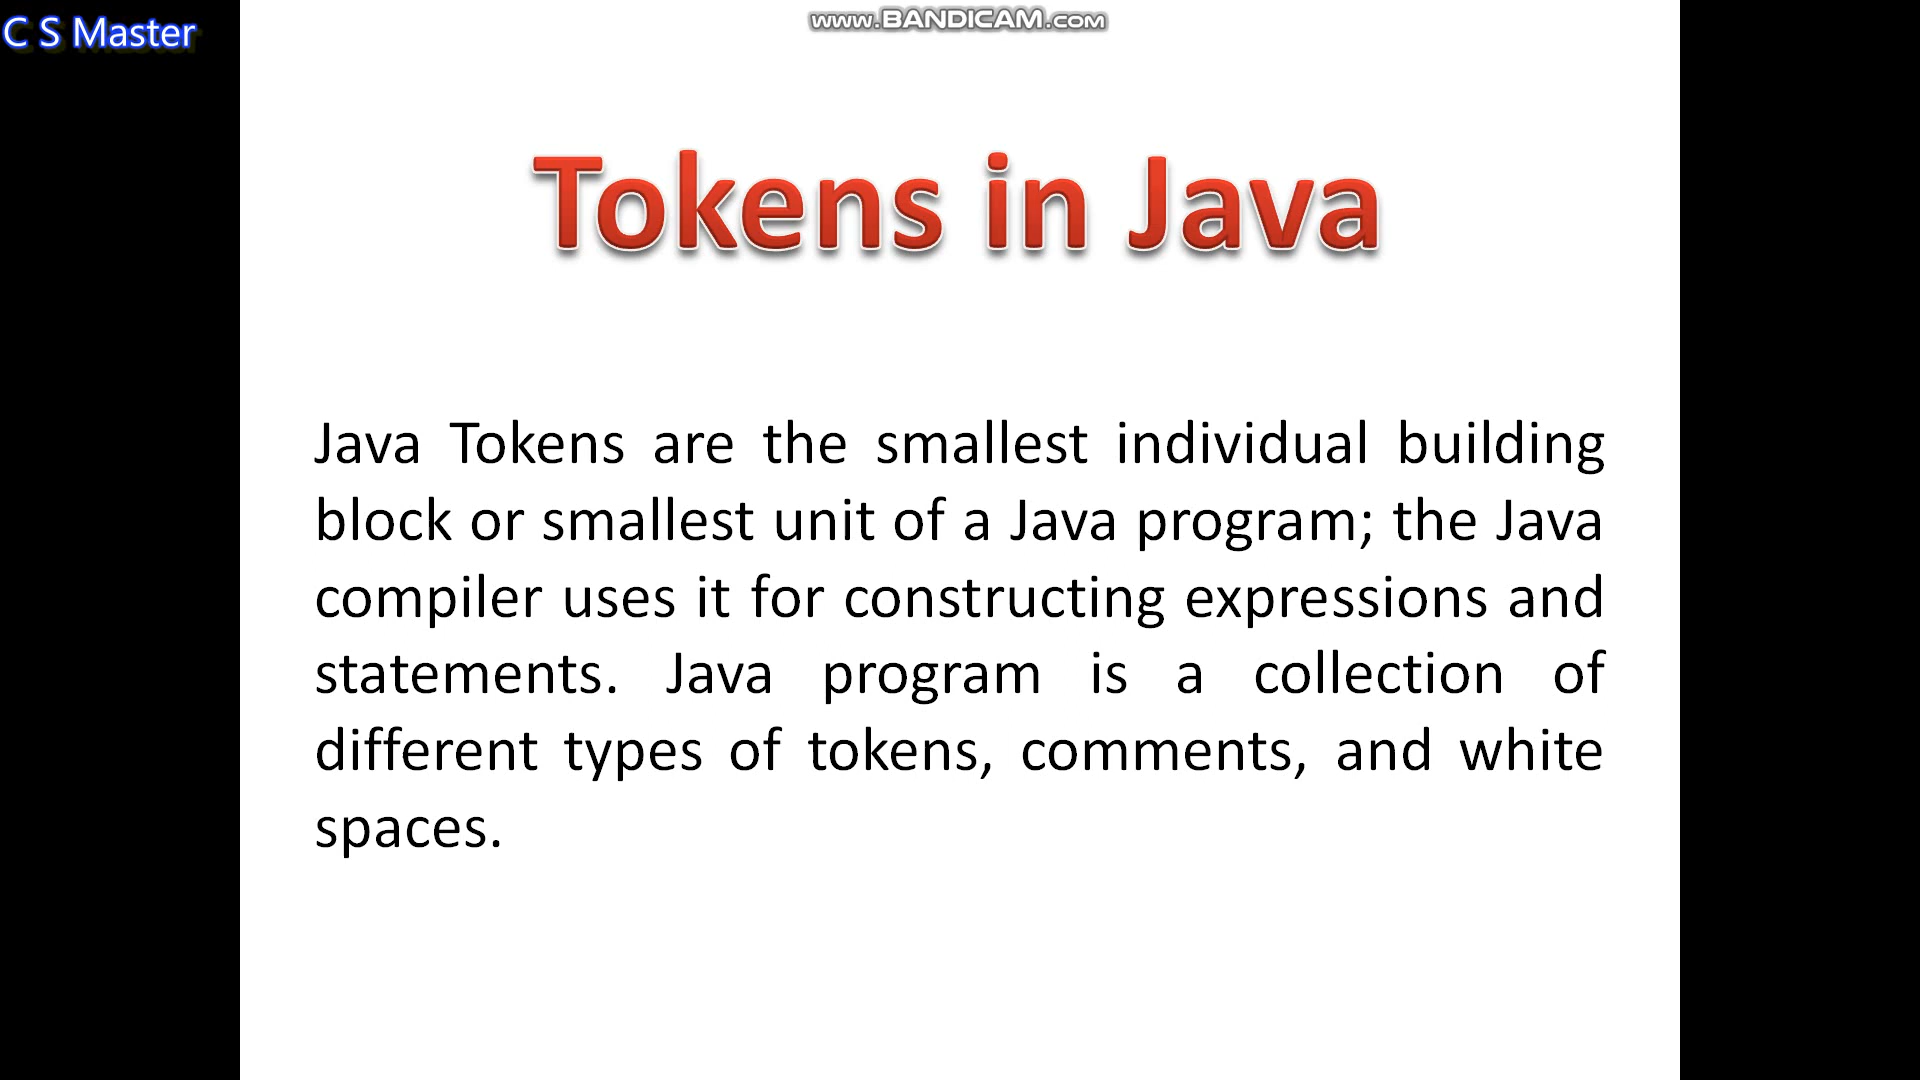 C S Master
www.BANDICAM.com
Tokens in Java
Java Tokens are the smallest individual building
block or smallest unit of a Java program; the Java
compiler uses it for constructing expressions and
statements. Java program is a collection of
different types of tokens, comments, and white
spaces.